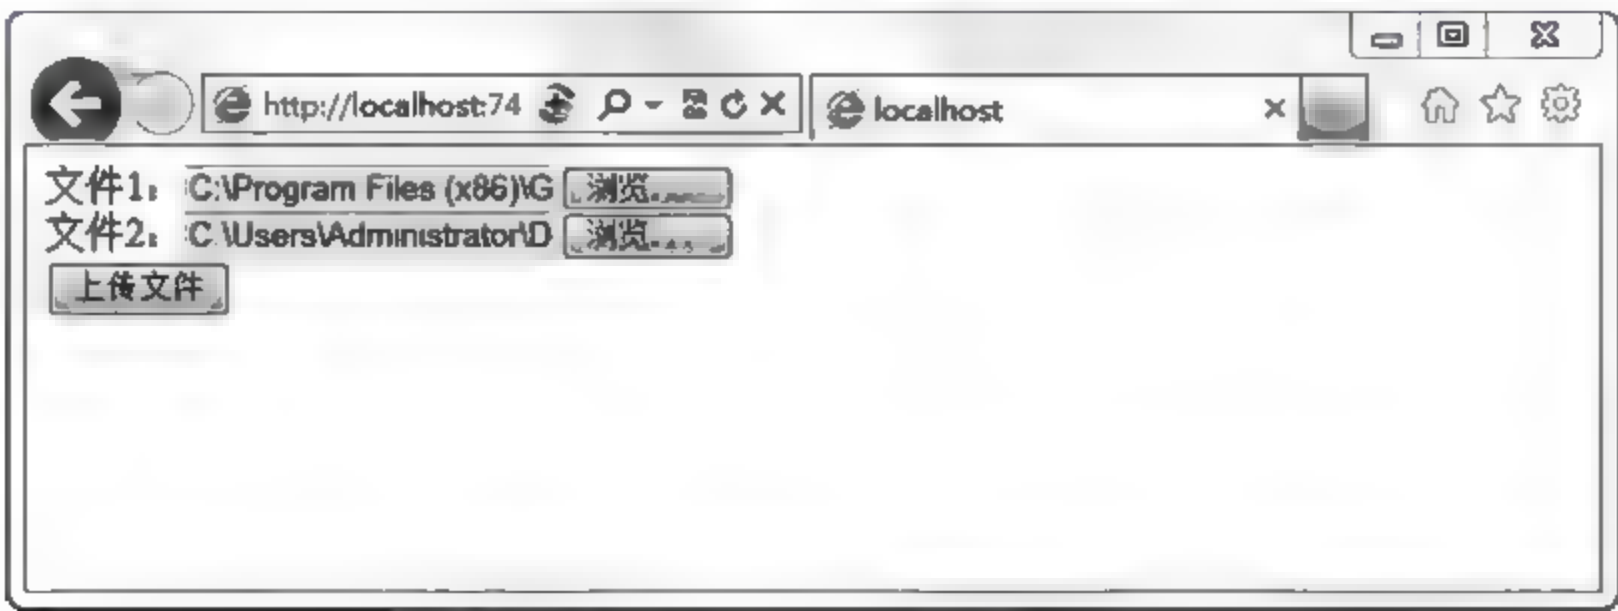 http://localhost:74
localhost
文件1: C:\Program Files (x86)\G 浏览...
文件2: C:\Users\Administrator\D 浏览...
上传文件